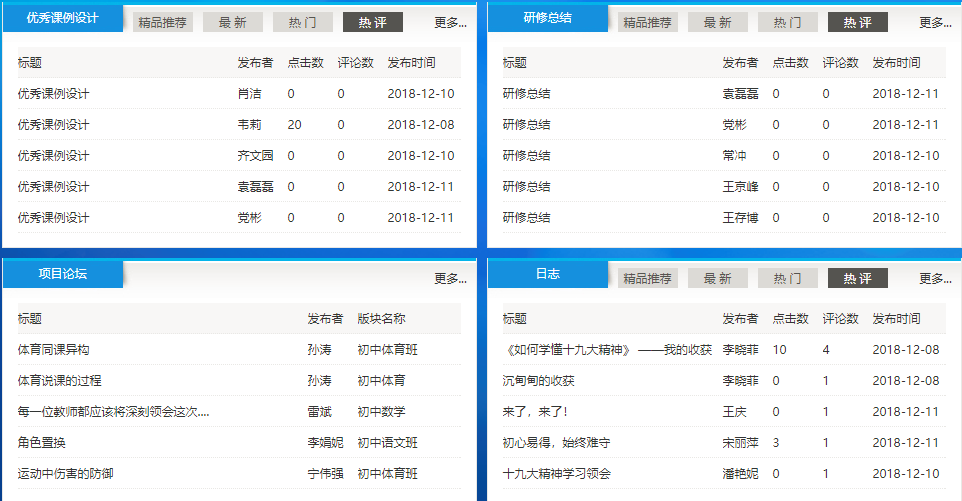 优秀课例设计 精品推荐 最 新 热 门 热 评 更多...
标题 发布者 点击数 评论数 发布时间
优秀课例设计 肖洁 0 0 2018-12-10
优秀课例设计 韦莉 20 0 2018-12-08
优秀课例设计 齐文园 0 0 2018-12-10
优秀课例设计 袁磊磊 0 0 2018-12-11
优秀课例设计 党彬 0 0 2018-12-11
研修总结 精品推荐 最 新 热 门 热 评 更多...
标题 发布者 点击数 评论数 发布时间
研修总结 袁磊磊 0 0 2018-12-11
研修总结 党彬 0 0 2018-12-11
研修总结 常冲 0 0 2018-12-10
研修总结 王京峰 0 0 2018-12-10
研修总结 王存博 0 0 2018-12-10
项目论坛 更多...
标题 发布者 版块名称
体育同课异构 孙涛 初中体育班
体育说课的过程 孙涛 初中体育
每一位教师都应该将深刻领会这次.... 雷斌 初中数学
角色置换 李娟妮 初中语文班
运动中伤害的防御 宁伟强 初中体育班
日志 精品推荐 最 新 热 门 热 评 更多...
标题 发布者 点击数 评论数 发布时间
《如何学懂十九大精神》 ——我的收获 李晓菲 10 4 2018-12-08
沉甸甸的收获 李晓菲 0 1 2018-12-08
来了，来了！ 王庆 0 1 2018-12-11
初心易得，始终难守 宋丽萍 3 1 2018-12-11
十九大精神学习领会 潘艳妮 0 1 2018-12-10